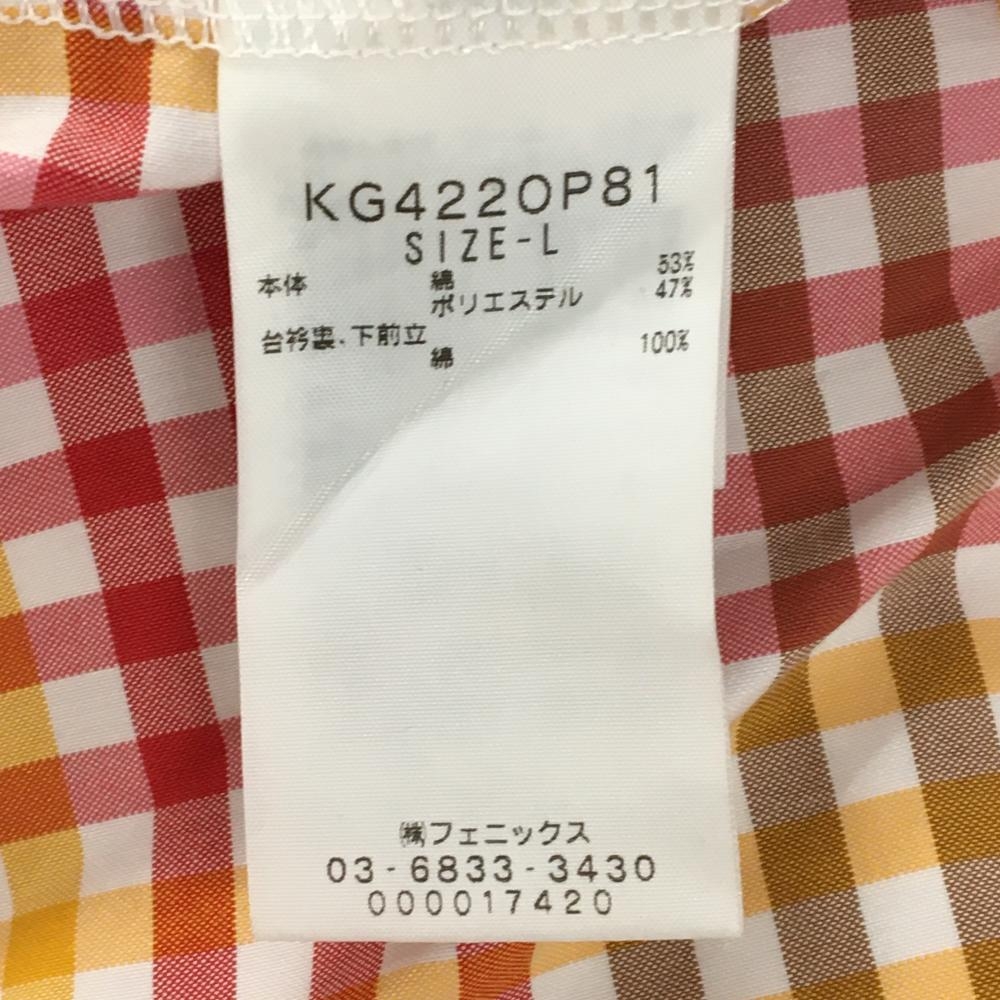 KG4220P81
SIZE-L
本体 綿 53%
ポリエステル 47%
台衿裏、下前立
綿 100%
㈱フェニックス
03-6833-3430
000017420